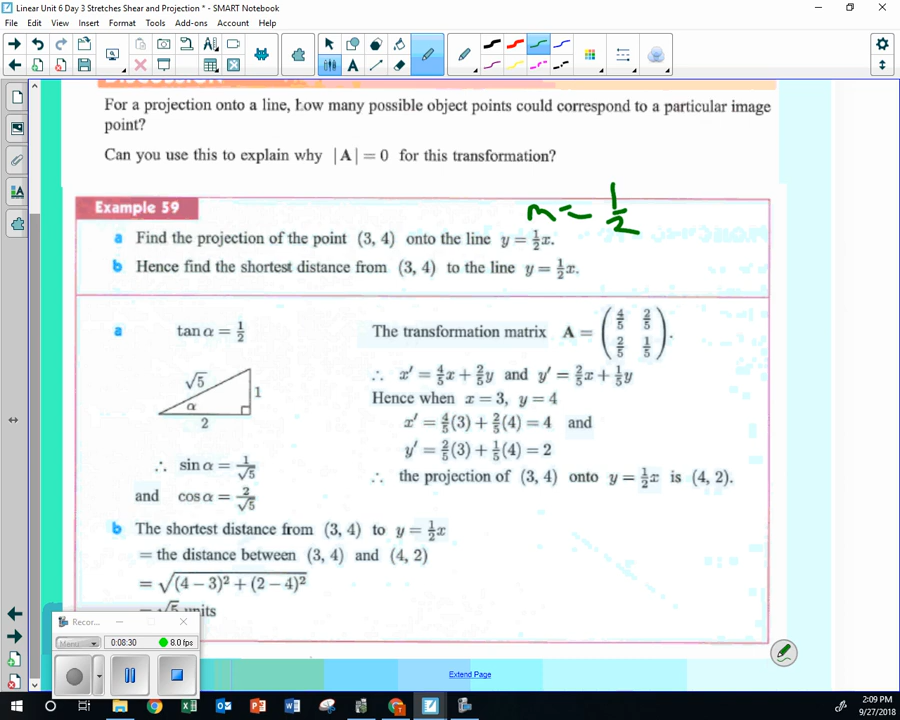 Linear Unit 6 Day 3 Stretches Shear and Projection * - SMART Notebook
File Edit View Insert Format Tools Add-ons Account Help
For a projection onto a line, how many possible object points could correspond to a particular image
point?
Can you use this to explain why |A| = 0 for this transformation?
m = 1/2
Example 59
a Find the projection of the point (3, 4) onto the line y = 1/2x.
b Hence find the shortest distance from (3, 4) to the line y = 1/2x.
a tan α = 1/2
The transformation matrix A = ( 4/5 2/5
2/5 1/5 ).
√5 1
α
2
∴ sin α = 1/√5
and cos α = 2/√5
∴ x′ = 4/5x + 2/5y and y′ = 2/5x + 1/5y
Hence when x = 3, y = 4
x′ = 4/5(3) + 2/5(4) = 4 and
y′ = 2/5(3) + 1/5(4) = 2
∴ the projection of (3, 4) onto y = 1/2x is (4, 2).
b The shortest distance from (3, 4) to y = 1/2x
= the distance between (3, 4) and (4, 2)
= √(4 − 3)² + (2 − 4)²
= √5 units
Recor...
Menu
0:08:30 8.0 fps
Extend Page
2:09 PM
9/27/2018